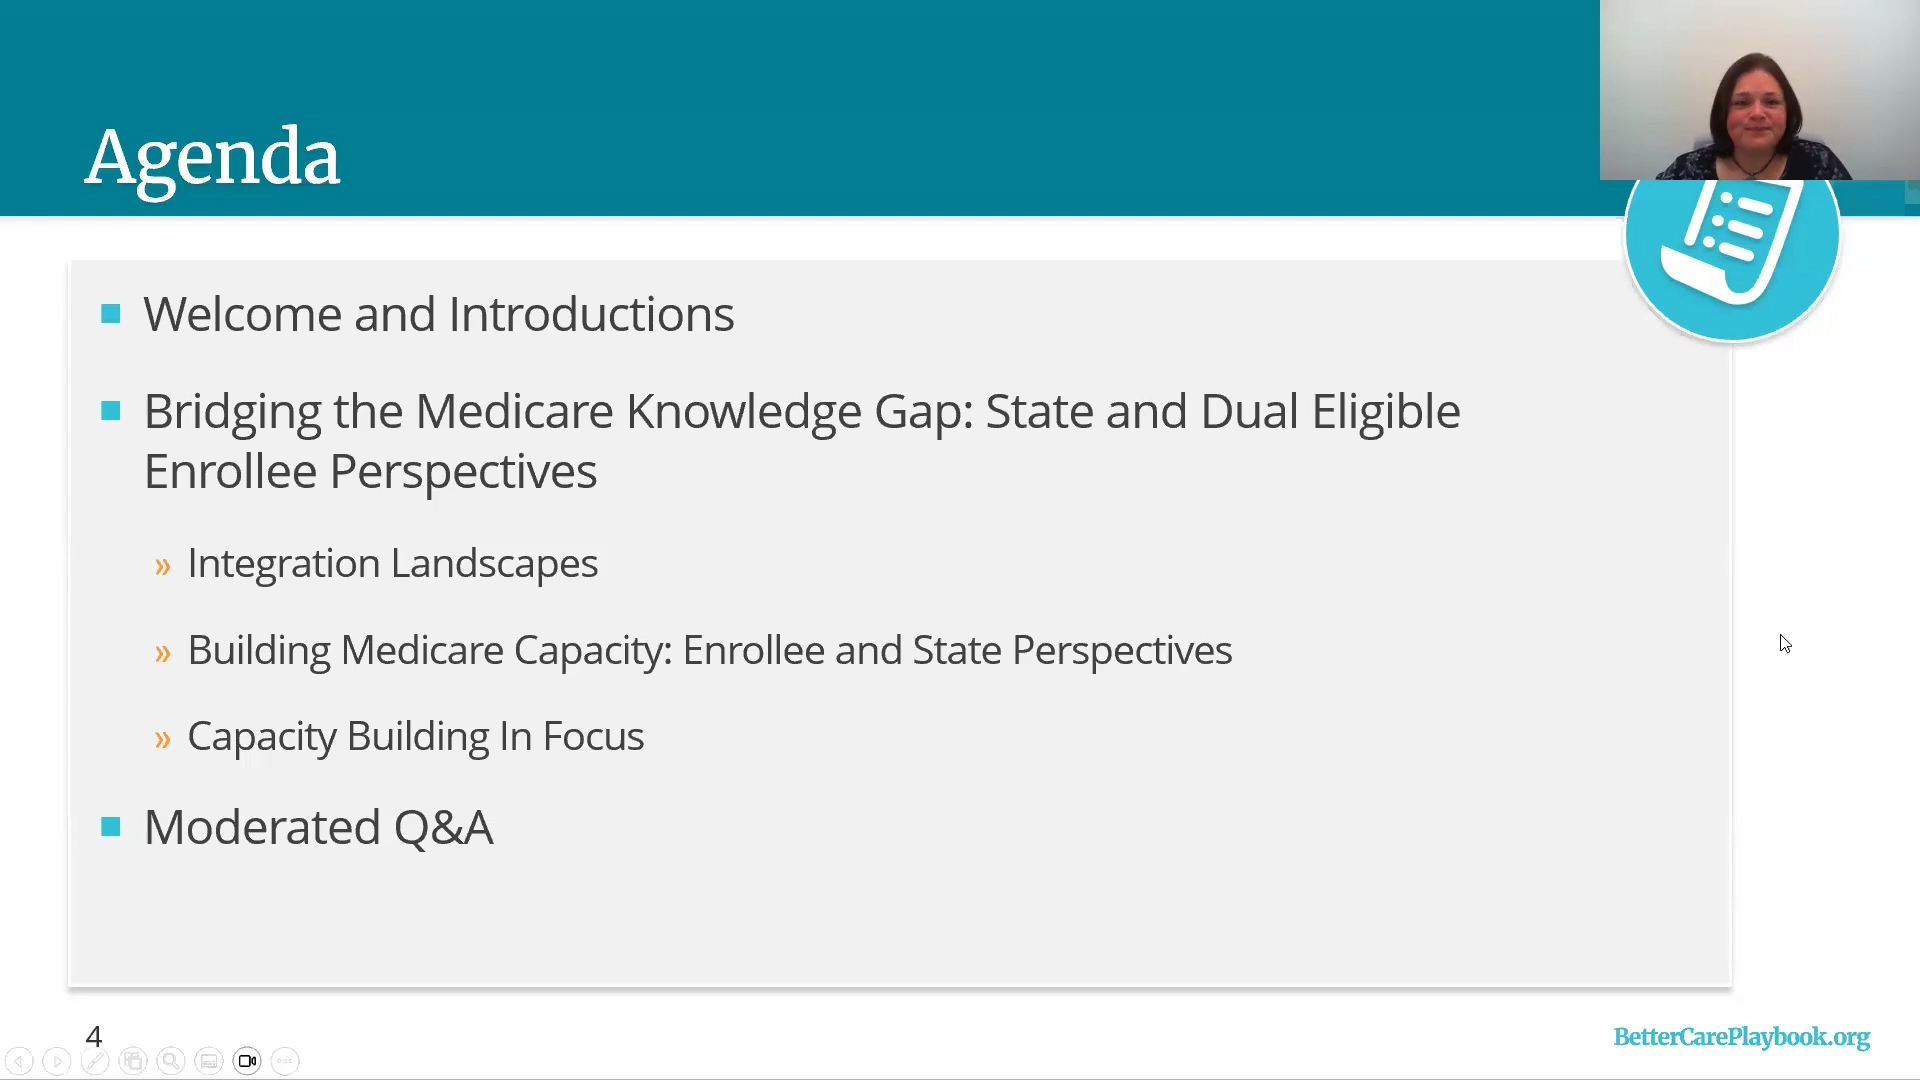 Agenda
Welcome and Introductions
Bridging the Medicare Knowledge Gap: State and Dual Eligible
Enrollee Perspectives
» Integration Landscapes
» Building Medicare Capacity: Enrollee and State Perspectives
» Capacity Building In Focus
Moderated Q&A
4
BetterCarePlaybook.org